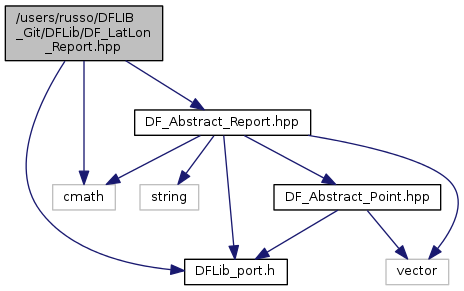 /users/russo/DFLIB
_Git/DFLib/DF_LatLon
_Report.hpp
DF_Abstract_Report.hpp
cmath
string
DF_Abstract_Point.hpp
DFLib_port.h
vector